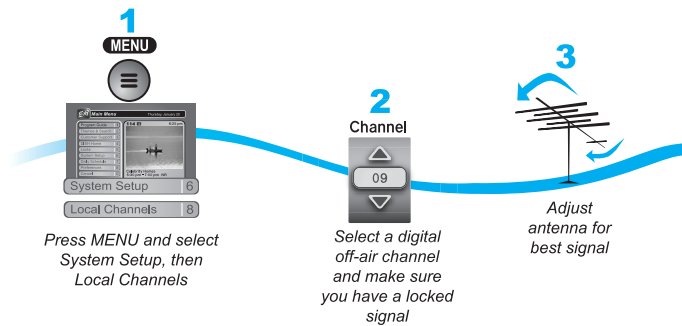 1
MENU
Main Menu
System Setup 6
Local Channels 8
Press MENU and select
System Setup, then
Local Channels
2
Channel
09
Select a digital
off-air channel
and make sure
you have a locked
signal
3
Adjust
antenna for
best signal